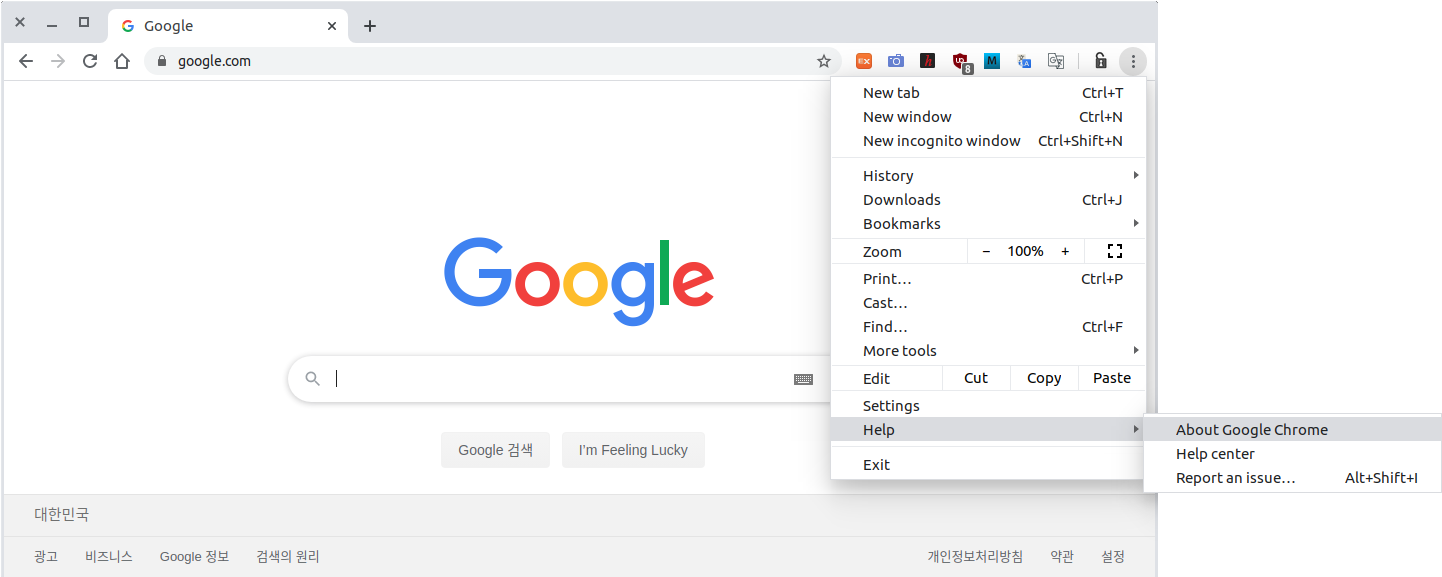 Google
google.com
8
M
New tab Ctrl+T
New window Ctrl+N
New incognito window Ctrl+Shift+N
History
Downloads Ctrl+J
Bookmarks
Zoom − 100% +
Print... Ctrl+P
Cast...
Find... Ctrl+F
More tools
Edit Cut Copy Paste
Settings
Help
Exit
About Google Chrome
Help center
Report an issue... Alt+Shift+I
Google
Google 검색 I'm Feeling Lucky
대한민국
광고 비즈니스 Google 정보 검색의 원리 개인정보처리방침 약관 설정